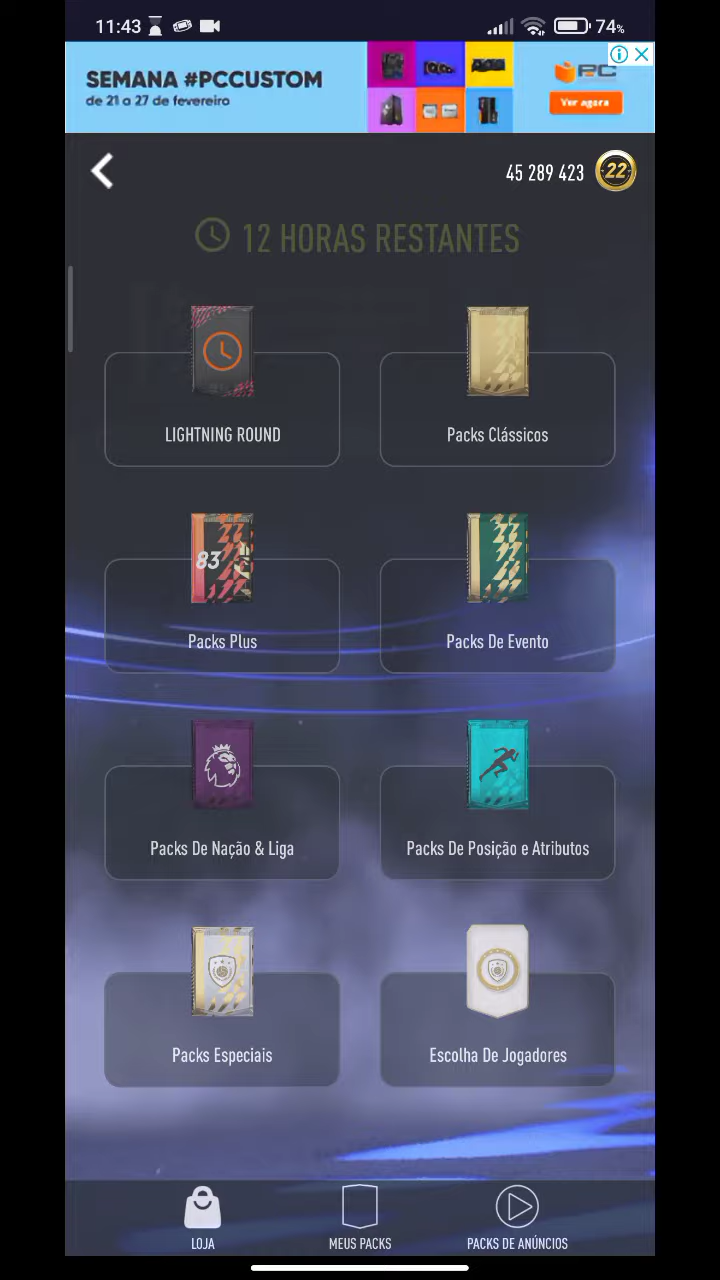 11:43
74%
SEMANA #PCCUSTOM
de 21 a 27 de fevereiro
PC
Ver agora
45 289 423
22
12 HORAS RESTANTES
LIGHTNING ROUND
Packs Clássicos
83
Packs Plus
Packs De Evento
Packs De Nação & Liga
Packs De Posição e Atributos
Packs Especiais
Escolha De Jogadores
LOJA
MEUS PACKS
PACKS DE ANÚNCIOS